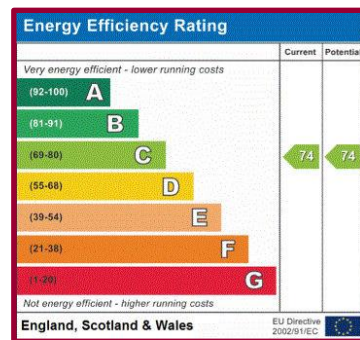 Energy Efficiency Rating
Current Potential
Very energy efficient - lower running costs
(92-100) A
(81-91) B
(69-80) C
74 74
(55-68) D
(39-54) E
(21-38) F
(1-20) G
Not energy efficient - higher running costs
England, Scotland & Wales
EU Directive
2002/91/EC